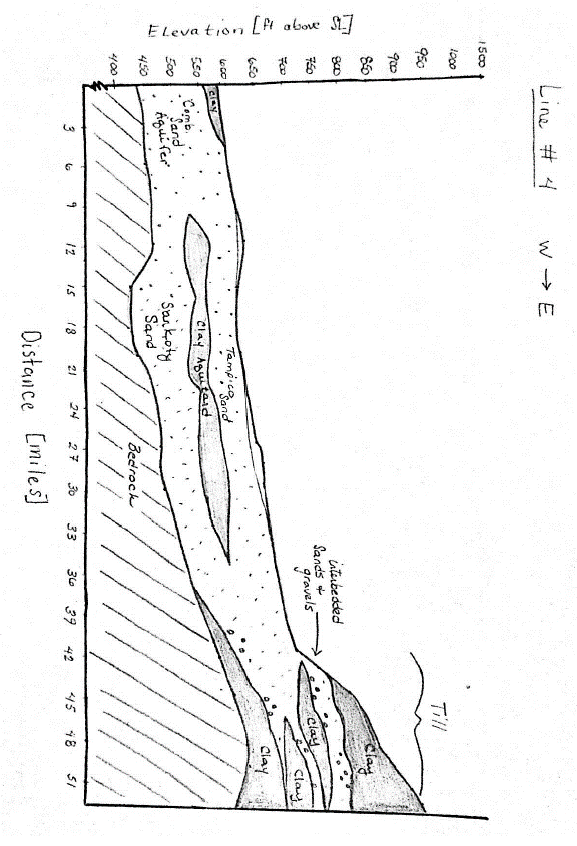 Line # 4    W → E
Elevation [ft above SL]
1500
1000
950
900
850
800
750
700
650
600
550
500
450
400
Clay
Comb.
Sand
Aquifer
Tampico
Sand
Clay Aquitard
Sankoty
Sand
Bedrock
Interbedded
Sands &
gravels
Till
Clay
Clay
Clay
Clay
3 6 9 12 15 18 21 24 27 30 33 36 39 42 45 48 51
Distance [miles]